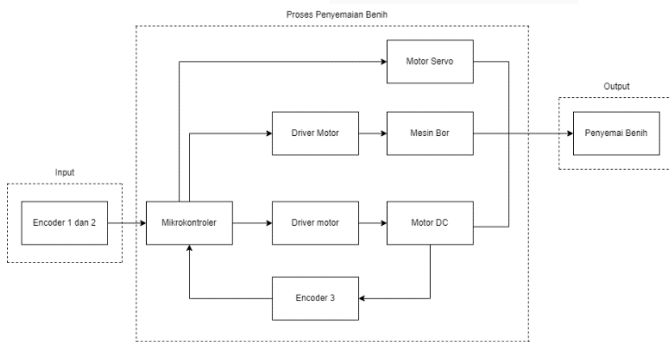 Proses Penyemaian Benih
Motor Servo
Output
Driver Motor
Mesin Bor
Penyemai Benih
Input
Encoder 1 dan 2
Mikrokontroler
Driver motor
Motor DC
Encoder 3